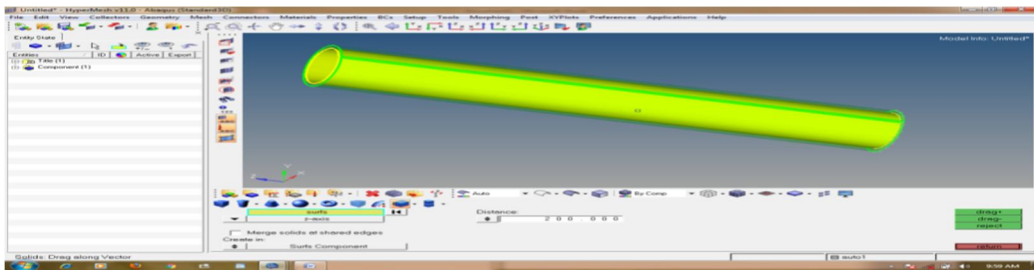 Untitled* - HyperMesh v11.0 - Abaqus (Standard3D)
File Edit View Collectors Geometry Mesh Connectors Materials Properties BCs Setup Tools Morphing Post XYPlots Preferences Applications Help
Entity State
Entities ID Active Export
Title (1)
Component (1)
Model Info: Untitled*
Y
Z X
Auto By Comp
surfs Distance: drag+
z-axis 200.000 drag-
reject
Merge solids at shared edges
Create in:
Surfs Component return
Solids: Drag along Vector auto1
9:59 AM